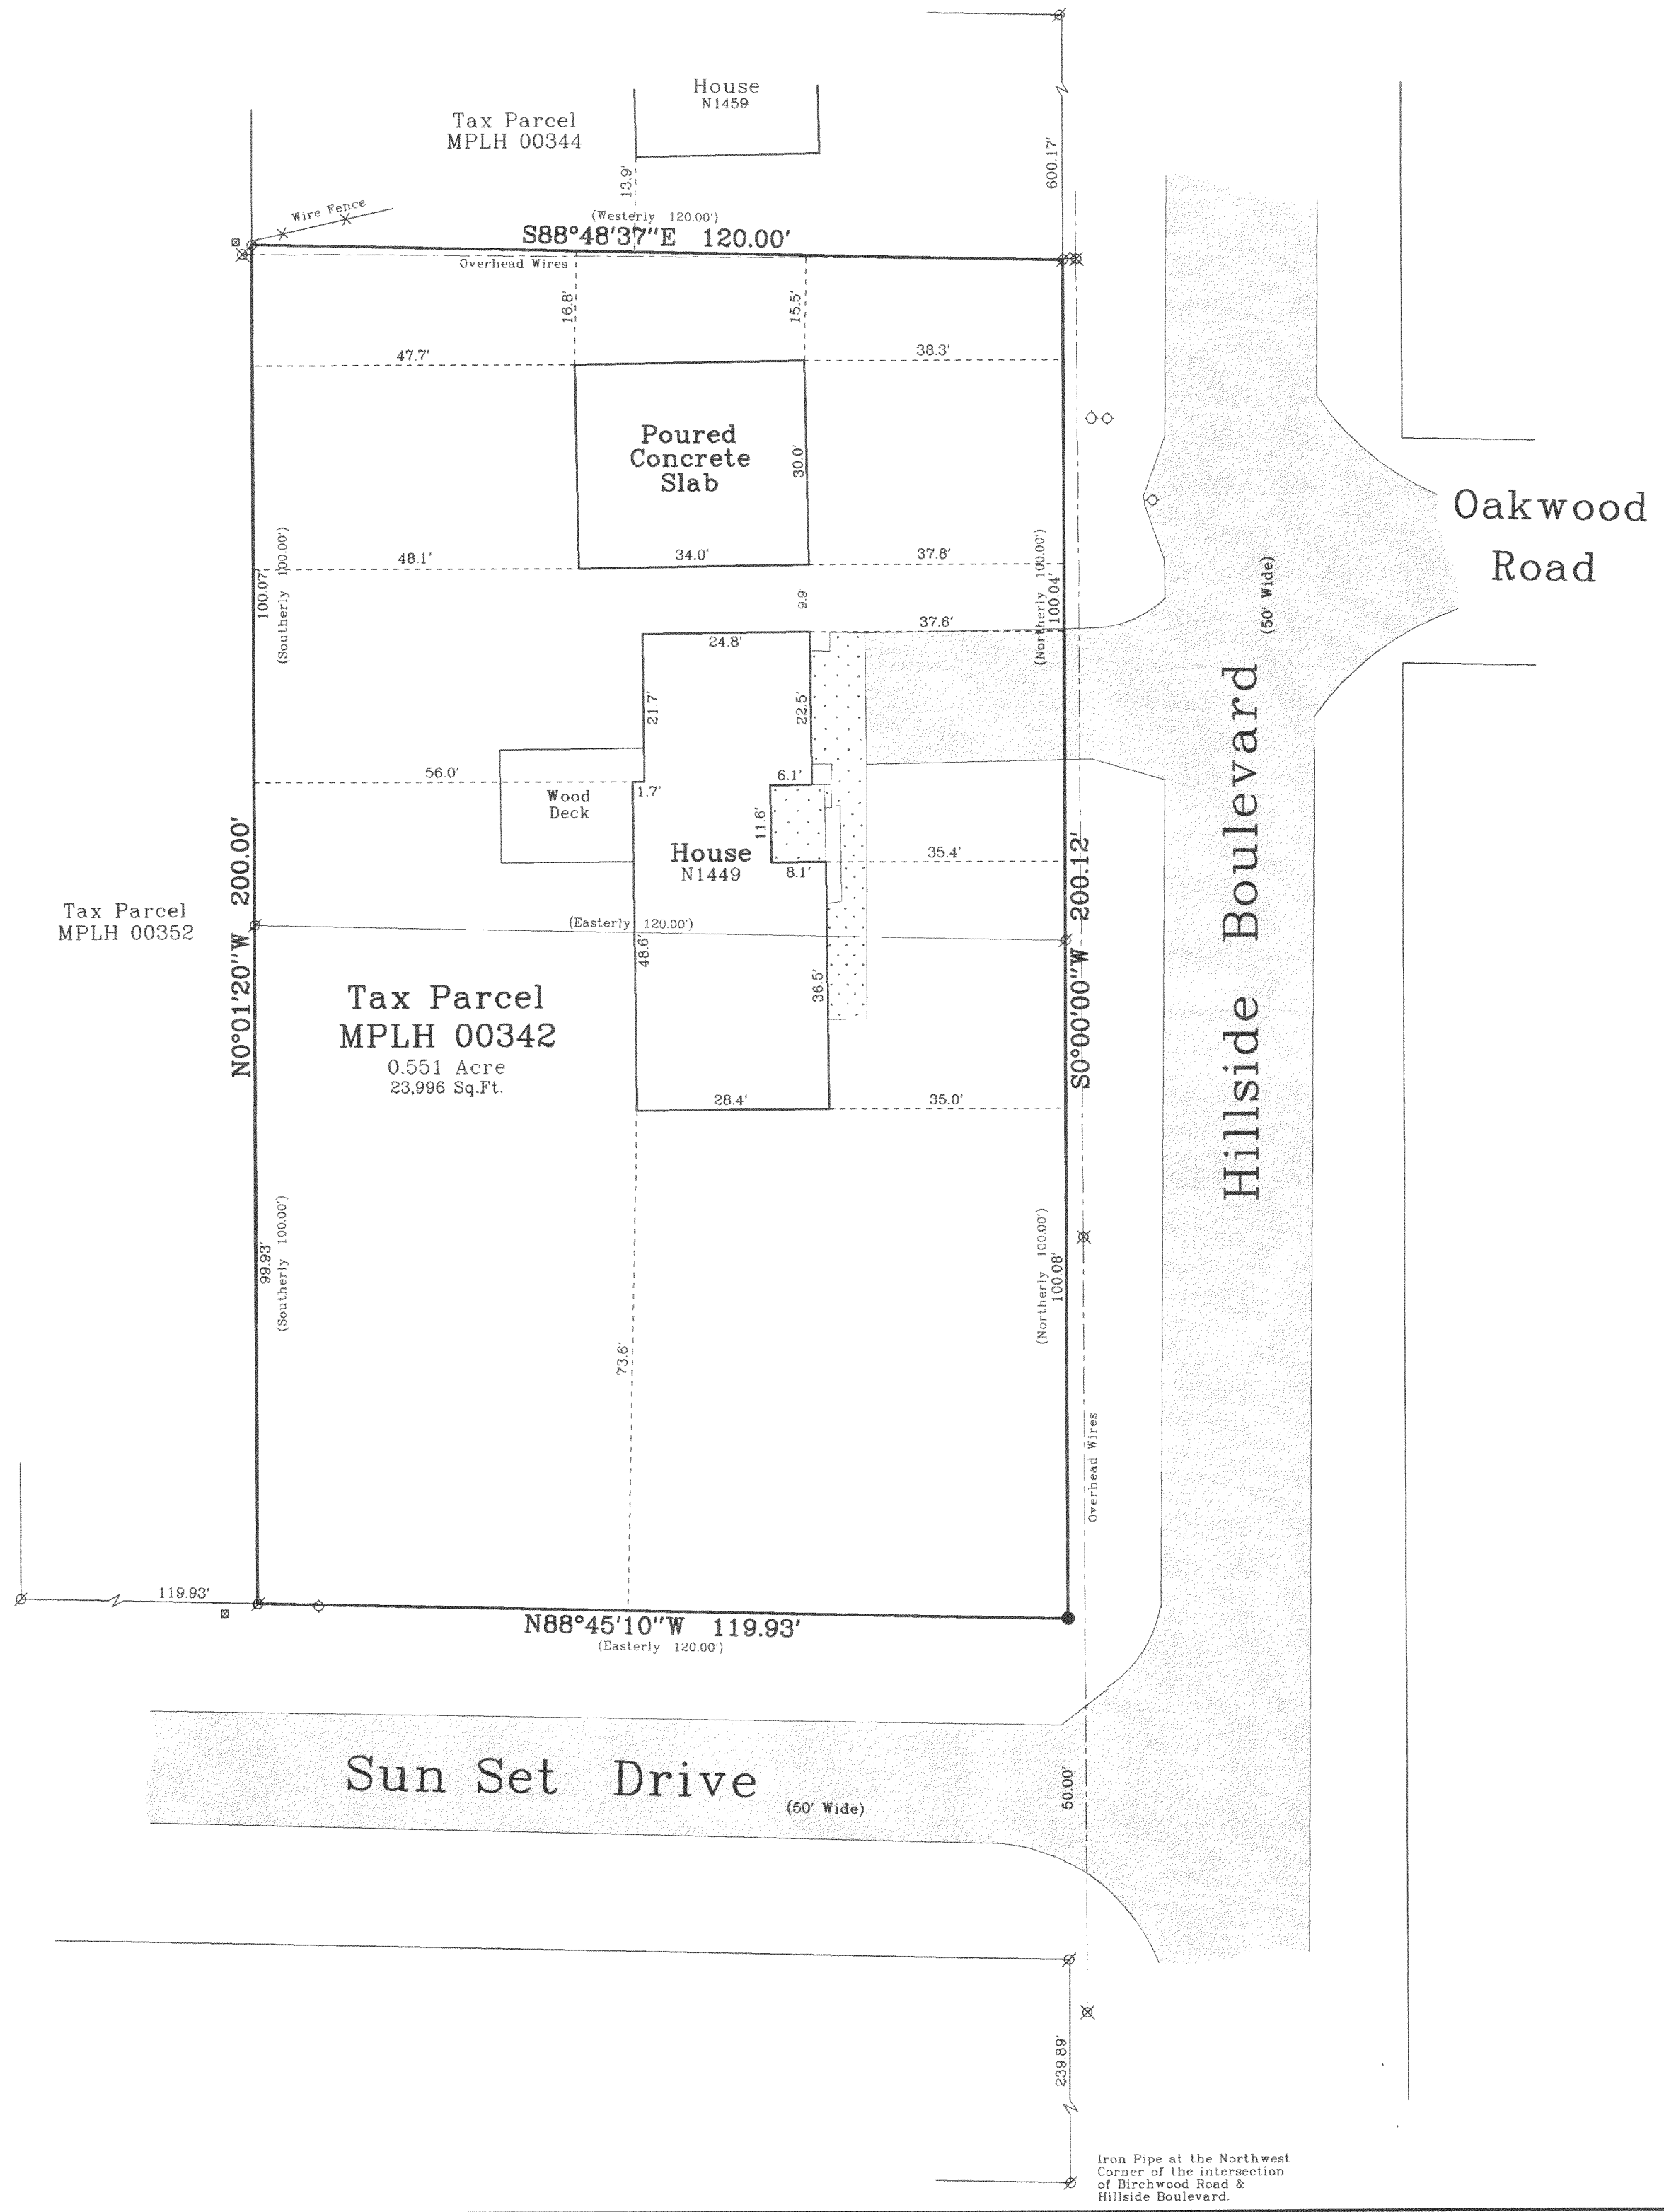 House
N1459
Tax Parcel
MPLH 00344
600.17'
13.9'
Wire Fence
(Westerly 120.00')
S88°48'37"E 120.00'
Overhead Wires
16.8'
15.5'
47.7'
38.3'
Poured
Concrete
Slab
30.0'
Oakwood
Road
48.1'
34.0'
37.8'
100.07'
(Southerly 100.00')
9.9'
(Northerly 100.00')
100.04'
(50' Wide)
Hillside Boulevard
24.8'
37.6'
21.7'
22.5'
56.0'
1.7'
6.1'
Wood
Deck
11.6'
House
N1449
8.1'
35.4'
N0°01'20"W 200.00'
S0°00'00"W 200.12'
Tax Parcel
MPLH 00352
(Easterly 120.00')
48.6'
36.5'
Tax Parcel
MPLH 00342
0.551 Acre
23,996 Sq.Ft.
28.4'
35.0'
99.93'
(Southerly 100.00')
(Northerly 100.00')
100.08'
73.6'
Overhead Wires
119.93'
N88°45'10"W 119.93'
(Easterly 120.00')
Sun Set Drive
(50' Wide)
50.00'
239.89'
Iron Pipe at the Northwest
Corner of the intersection
of Birchwood Road &
Hillside Boulevard.